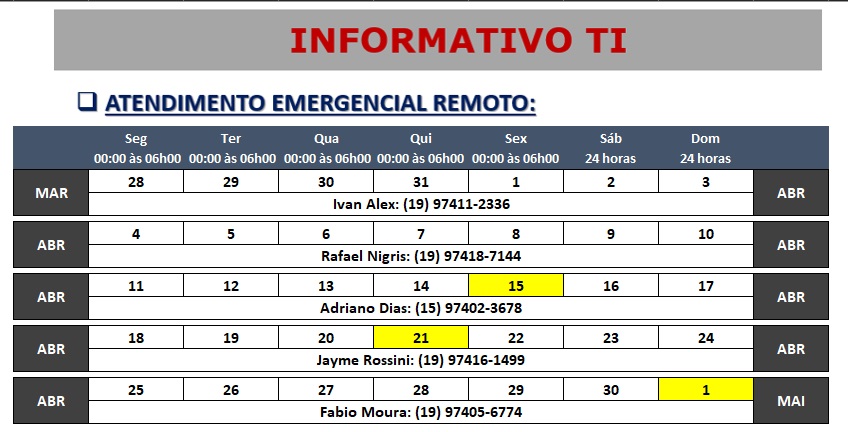 INFORMATIVO TI
ATENDIMENTO EMERGENCIAL REMOTO:
Seg Ter Qua Qui Sex Sáb Dom
00:00 às 06h00 00:00 às 06h00 00:00 às 06h00 00:00 às 06h00 00:00 às 06h00 24 horas 24 horas
MAR 28 29 30 31 1 2 3 ABR
Ivan Alex: (19) 97411-2336
ABR 4 5 6 7 8 9 10 ABR
Rafael Nigris: (19) 97418-7144
ABR 11 12 13 14 15 16 17 ABR
Adriano Dias: (15) 97402-3678
ABR 18 19 20 21 22 23 24 ABR
Jayme Rossini: (19) 97416-1499
ABR 25 26 27 28 29 30 1 MAI
Fabio Moura: (19) 97405-6774